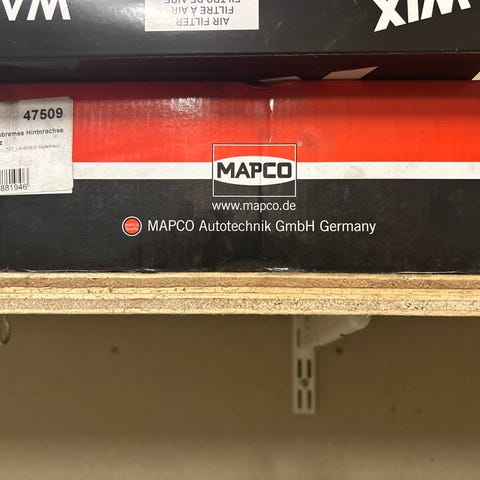 WA
AIR FILTER
FILTRE A AIR
FILTRO DE AIRE
WIX
47509
bremse Hinterachse
881946
MAPCO
www.mapco.de
MAPCO Autotechnik GmbH Germany